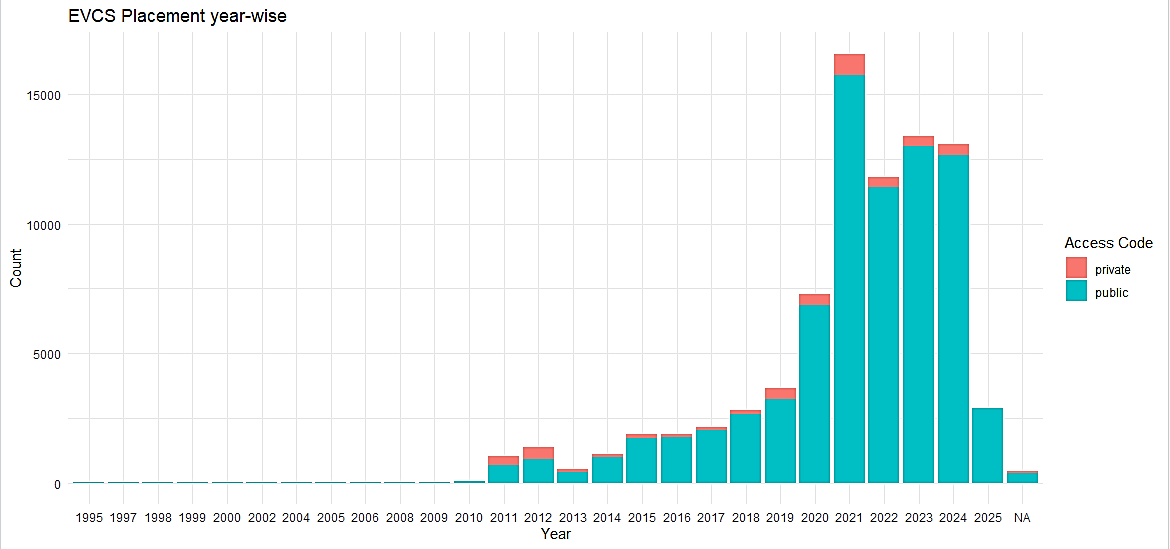 EVCS Placement year-wise
15000
10000
5000
0
Count
1995 1997 1998 1999 2000 2002 2004 2005 2006 2008 2009 2010 2011 2012 2013 2014 2015 2016 2017 2018 2019 2020 2021 2022 2023 2024 2025 NA
Year
Access Code
private
public